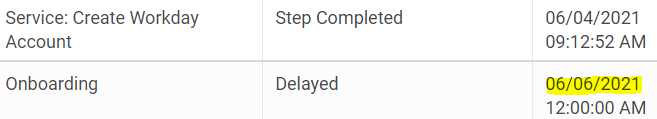 Service: Create Workday Step Completed 06/04/2021
Account 09:12:52 AM
Onboarding Delayed 06/06/2021
12:00:00 AM